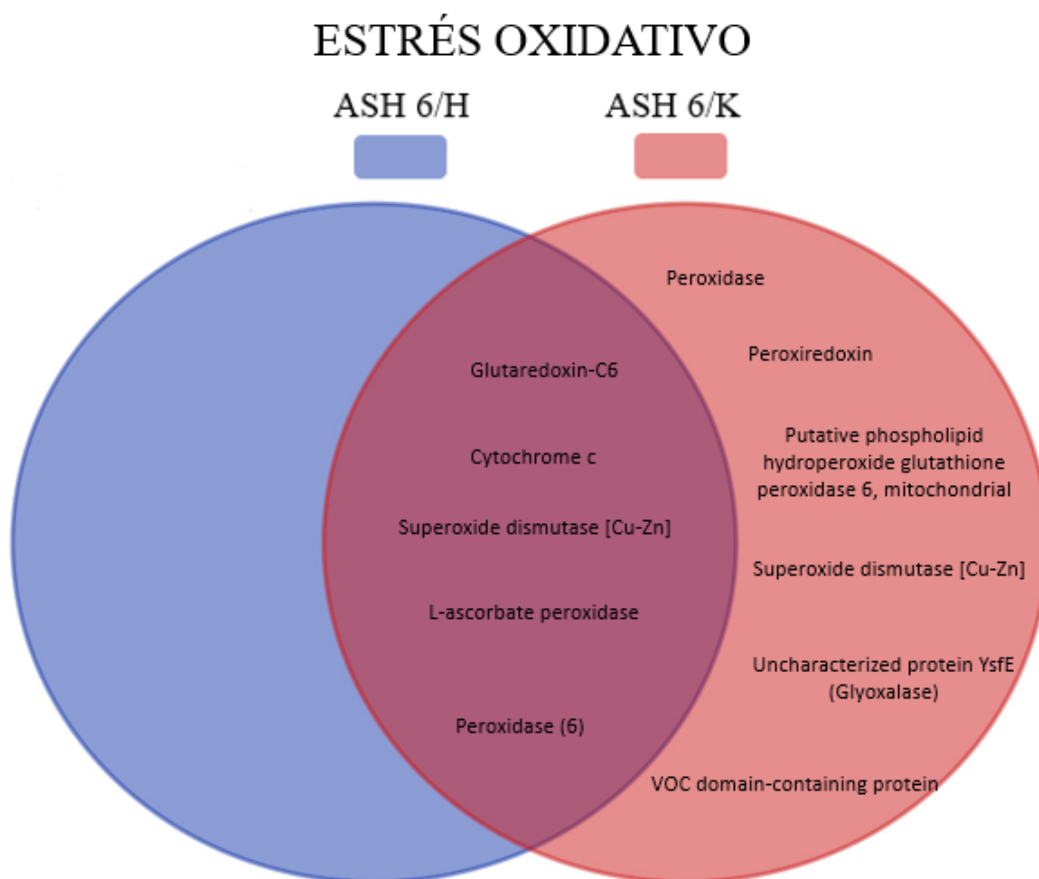 ESTRÉS OXIDATIVO
ASH 6/H
ASH 6/K
Peroxidase
Peroxiredoxin
Glutaredoxin-C6
Putative phospholipid
hydroperoxide glutathione
peroxidase 6, mitochondrial
Cytochrome c
Superoxide dismutase [Cu-Zn]
Superoxide dismutase [Cu-Zn]
L-ascorbate peroxidase
Uncharacterized protein YsfE
(Glyoxalase)
Peroxidase (6)
VOC domain-containing protein